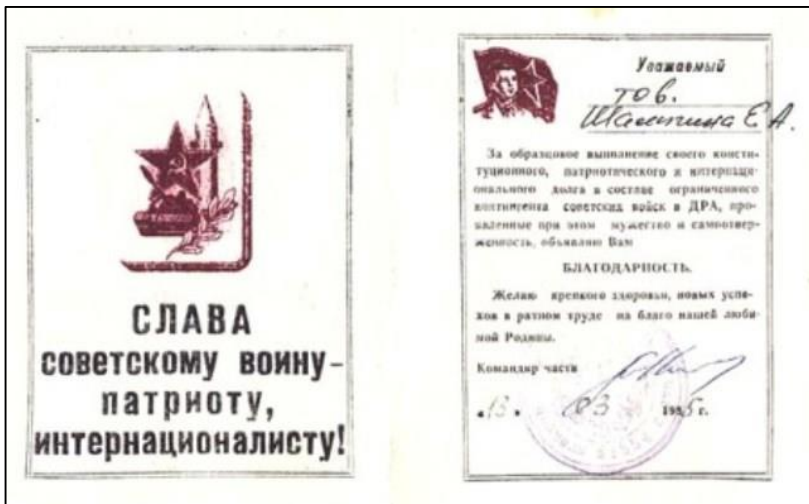 СЛАВА
советскому воину-
патриоту,
интернационалисту!
Уважаемый
тов.
Е. А.
За образцовое выполнение своего консти-
туционного, патриотического и интернаци-
онального долга в составе ограниченного
контингента советских войск в ДРА, про-
явленные при этом мужество и самоотвер-
женность, объявляю Вам
БЛАГОДАРНОСТЬ.
Желаю крепкого здоровья, новых успе-
хов в ратном труде на благо нашей люби-
мой Родины.
Командир части
«13» 03 1985 г.